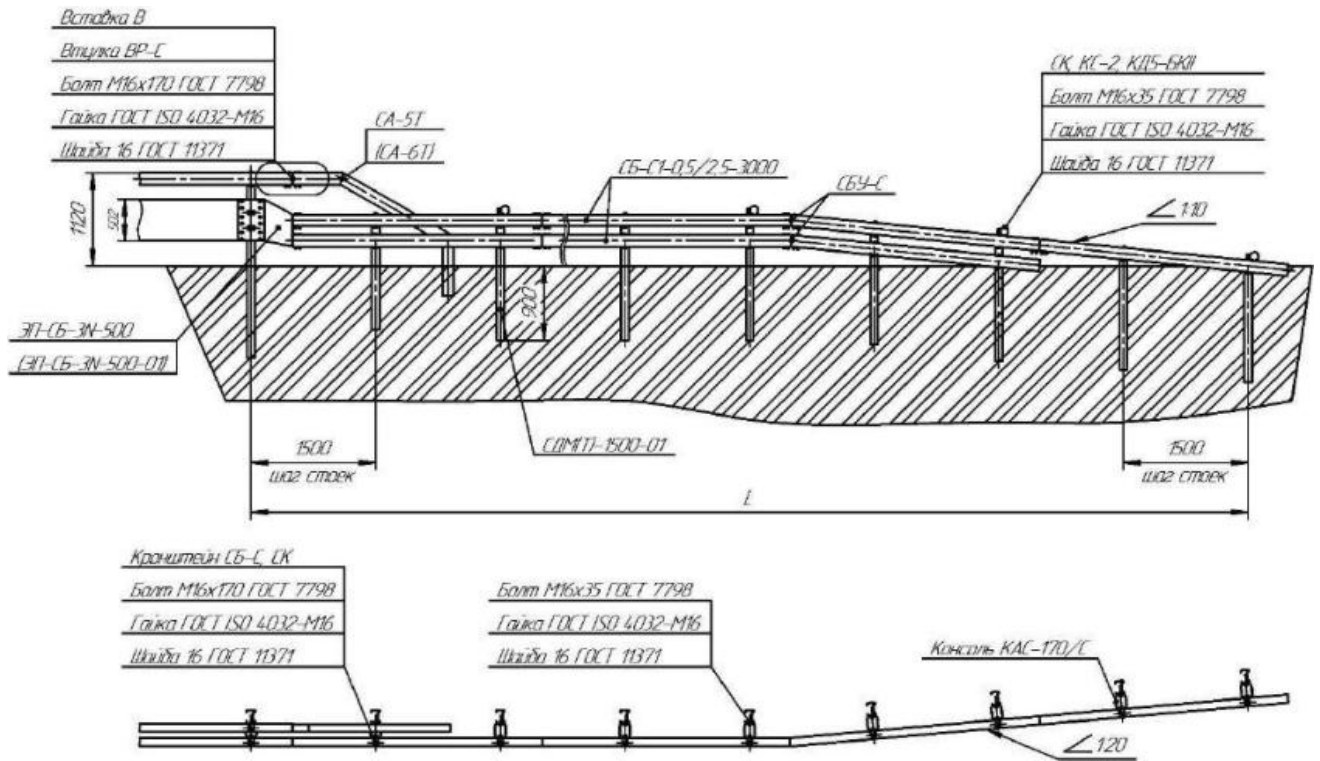 Вставка В
Втулка ВР-С
Болт М16х170 ГОСТ 7798
Гайка ГОСТ ISO 4032-М16
Шайба 16 ГОСТ 11371
СА-5Т
(СА-6Т)
СБ-С1-0,5/2,5-3000
СБУ-С
СК, КС-2, КД5-БКII
Болт М16х35 ГОСТ 7798
Гайка ГОСТ ISO 4032-М16
Шайба 16 ГОСТ 11371
1:10
1120
502
900
ЭП-СБ-3N-500
(ЭП-СБ-3N-500-01)
СДМ(Т)-1500-01
1500
шаг стоек
1500
шаг стоек
L
Кронштейн СБ-С, СК
Болт М16х170 ГОСТ 7798
Гайка ГОСТ ISO 4032-М16
Шайба 16 ГОСТ 11371
Болт М16х35 ГОСТ 7798
Гайка ГОСТ ISO 4032-М16
Шайба 16 ГОСТ 11371
Консоль КАС-170/С
1:20